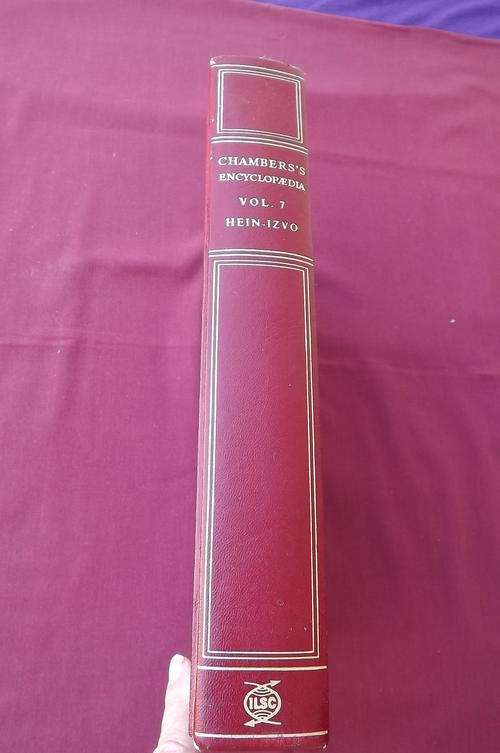 CHAMBERS'S
ENCYCLOPÆDIA
VOL. 7
HEIN-IZVO
ILSC